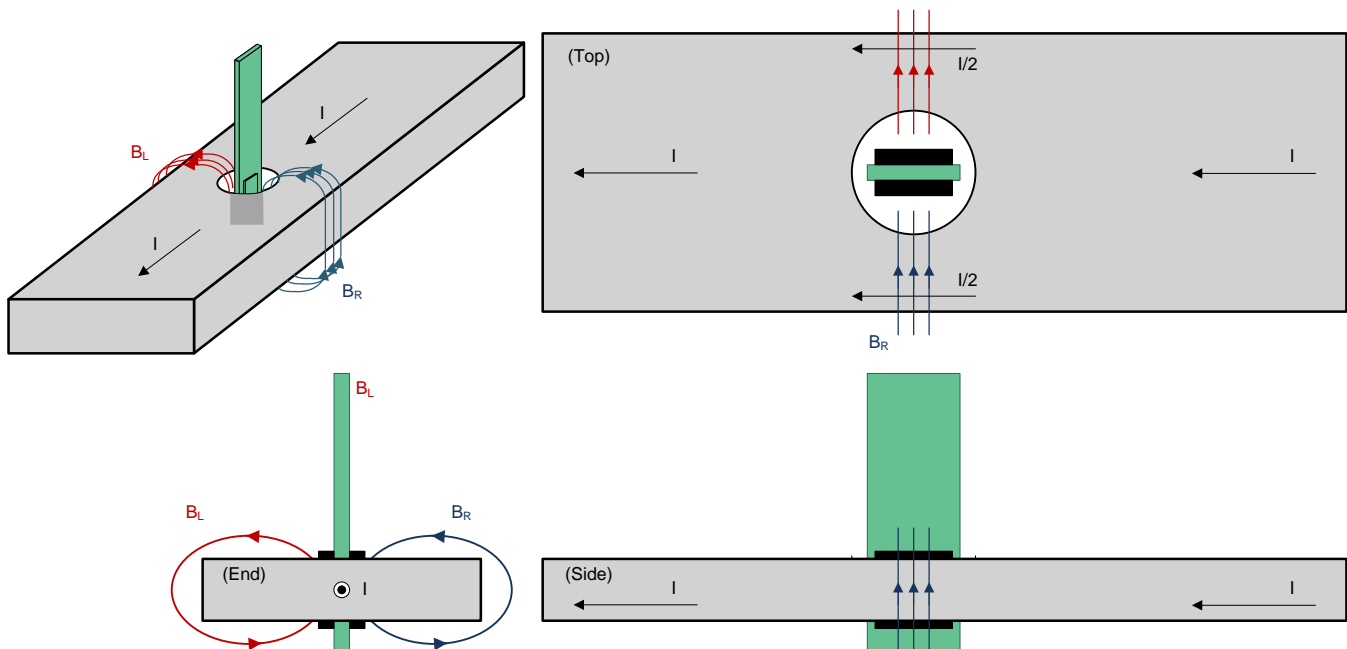 I
B_L
I
B_R
(Top)
I/2
I
I
I/2
B_R
B_L
B_L
B_R
(End)
I
(Side)
I
I